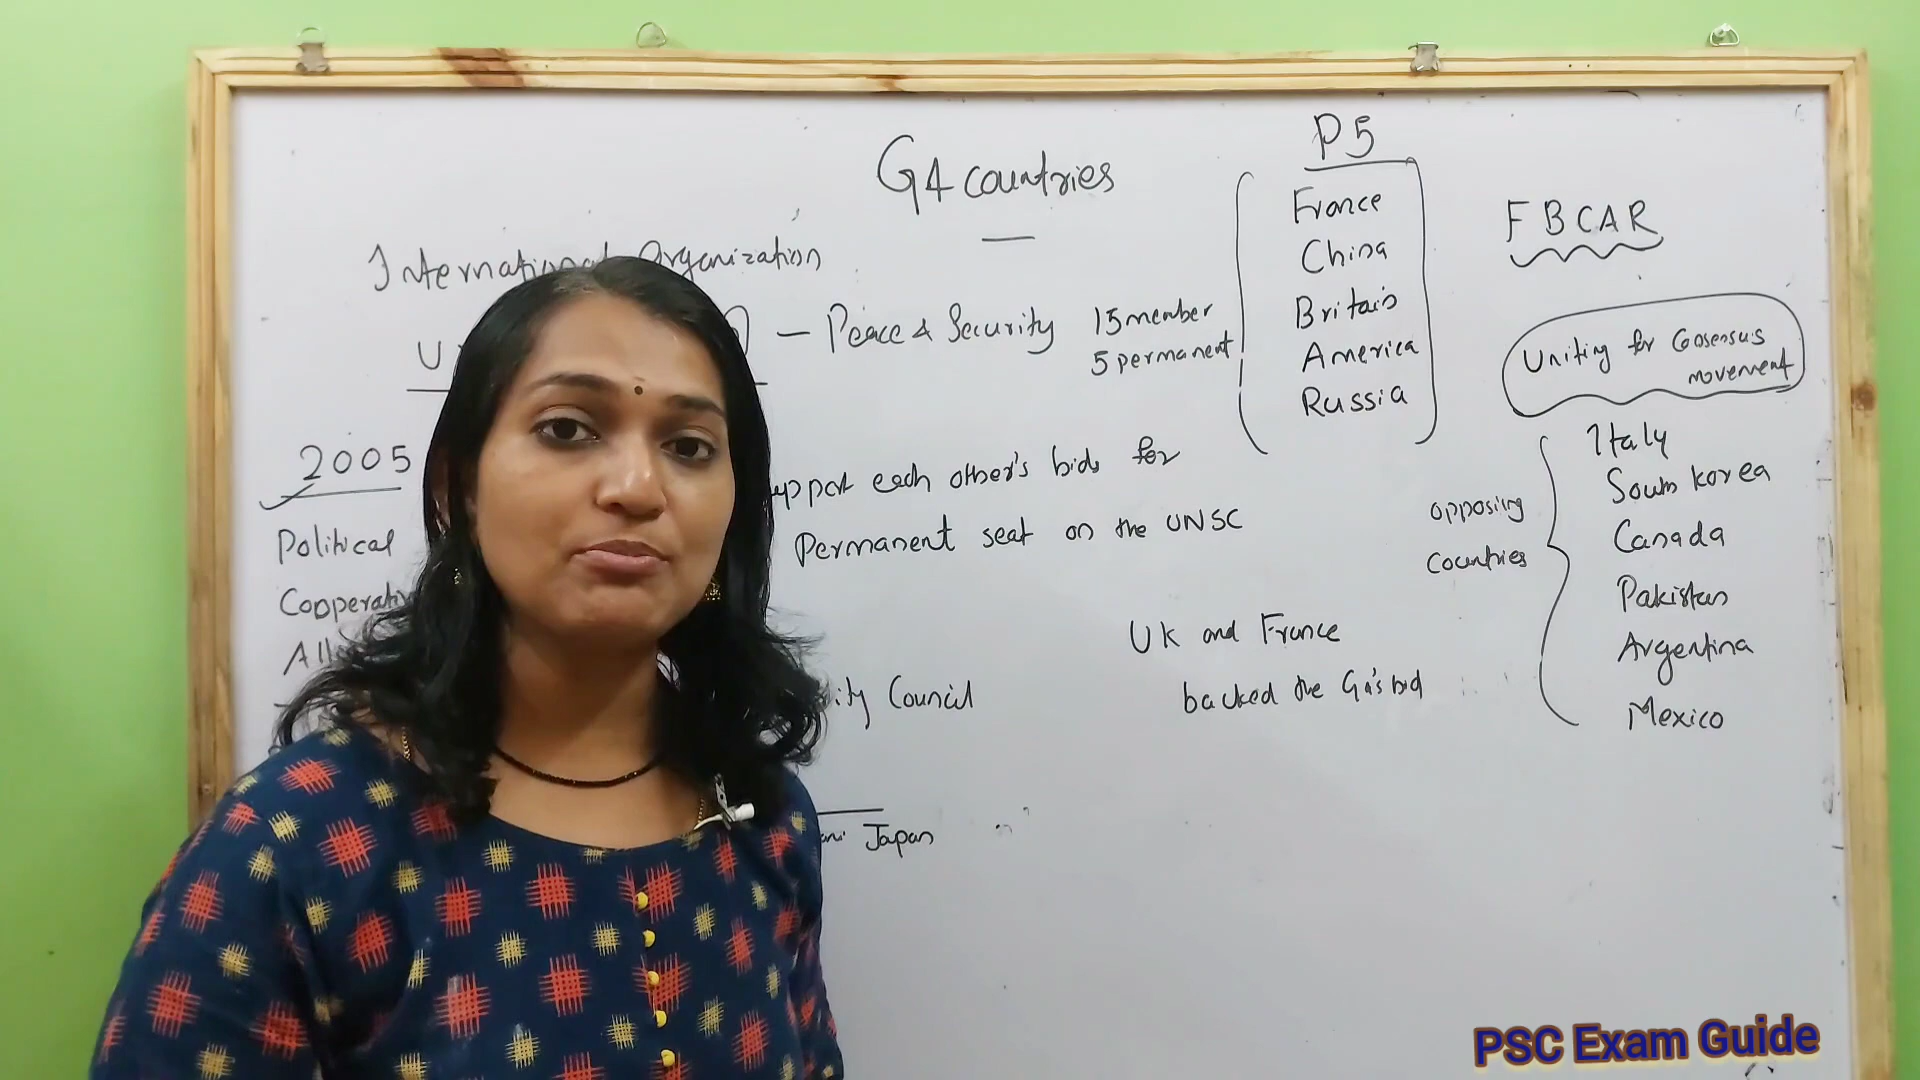 G4 countries
International Organization
U
— Peace & Security
15 member
5 permanent
P5
France
China
Britain
America
Russia
FBCAR
Uniting for Consensus
movement
2005
support each other's bids for
Permanent seat on the UNSC
Political
Cooperativ
Council
Japan
UK and France
backed the G4's bid
opposing
Countries
Italy
South Korea
Canada
Pakistan
Argentina
Mexico
PSC Exam Guide